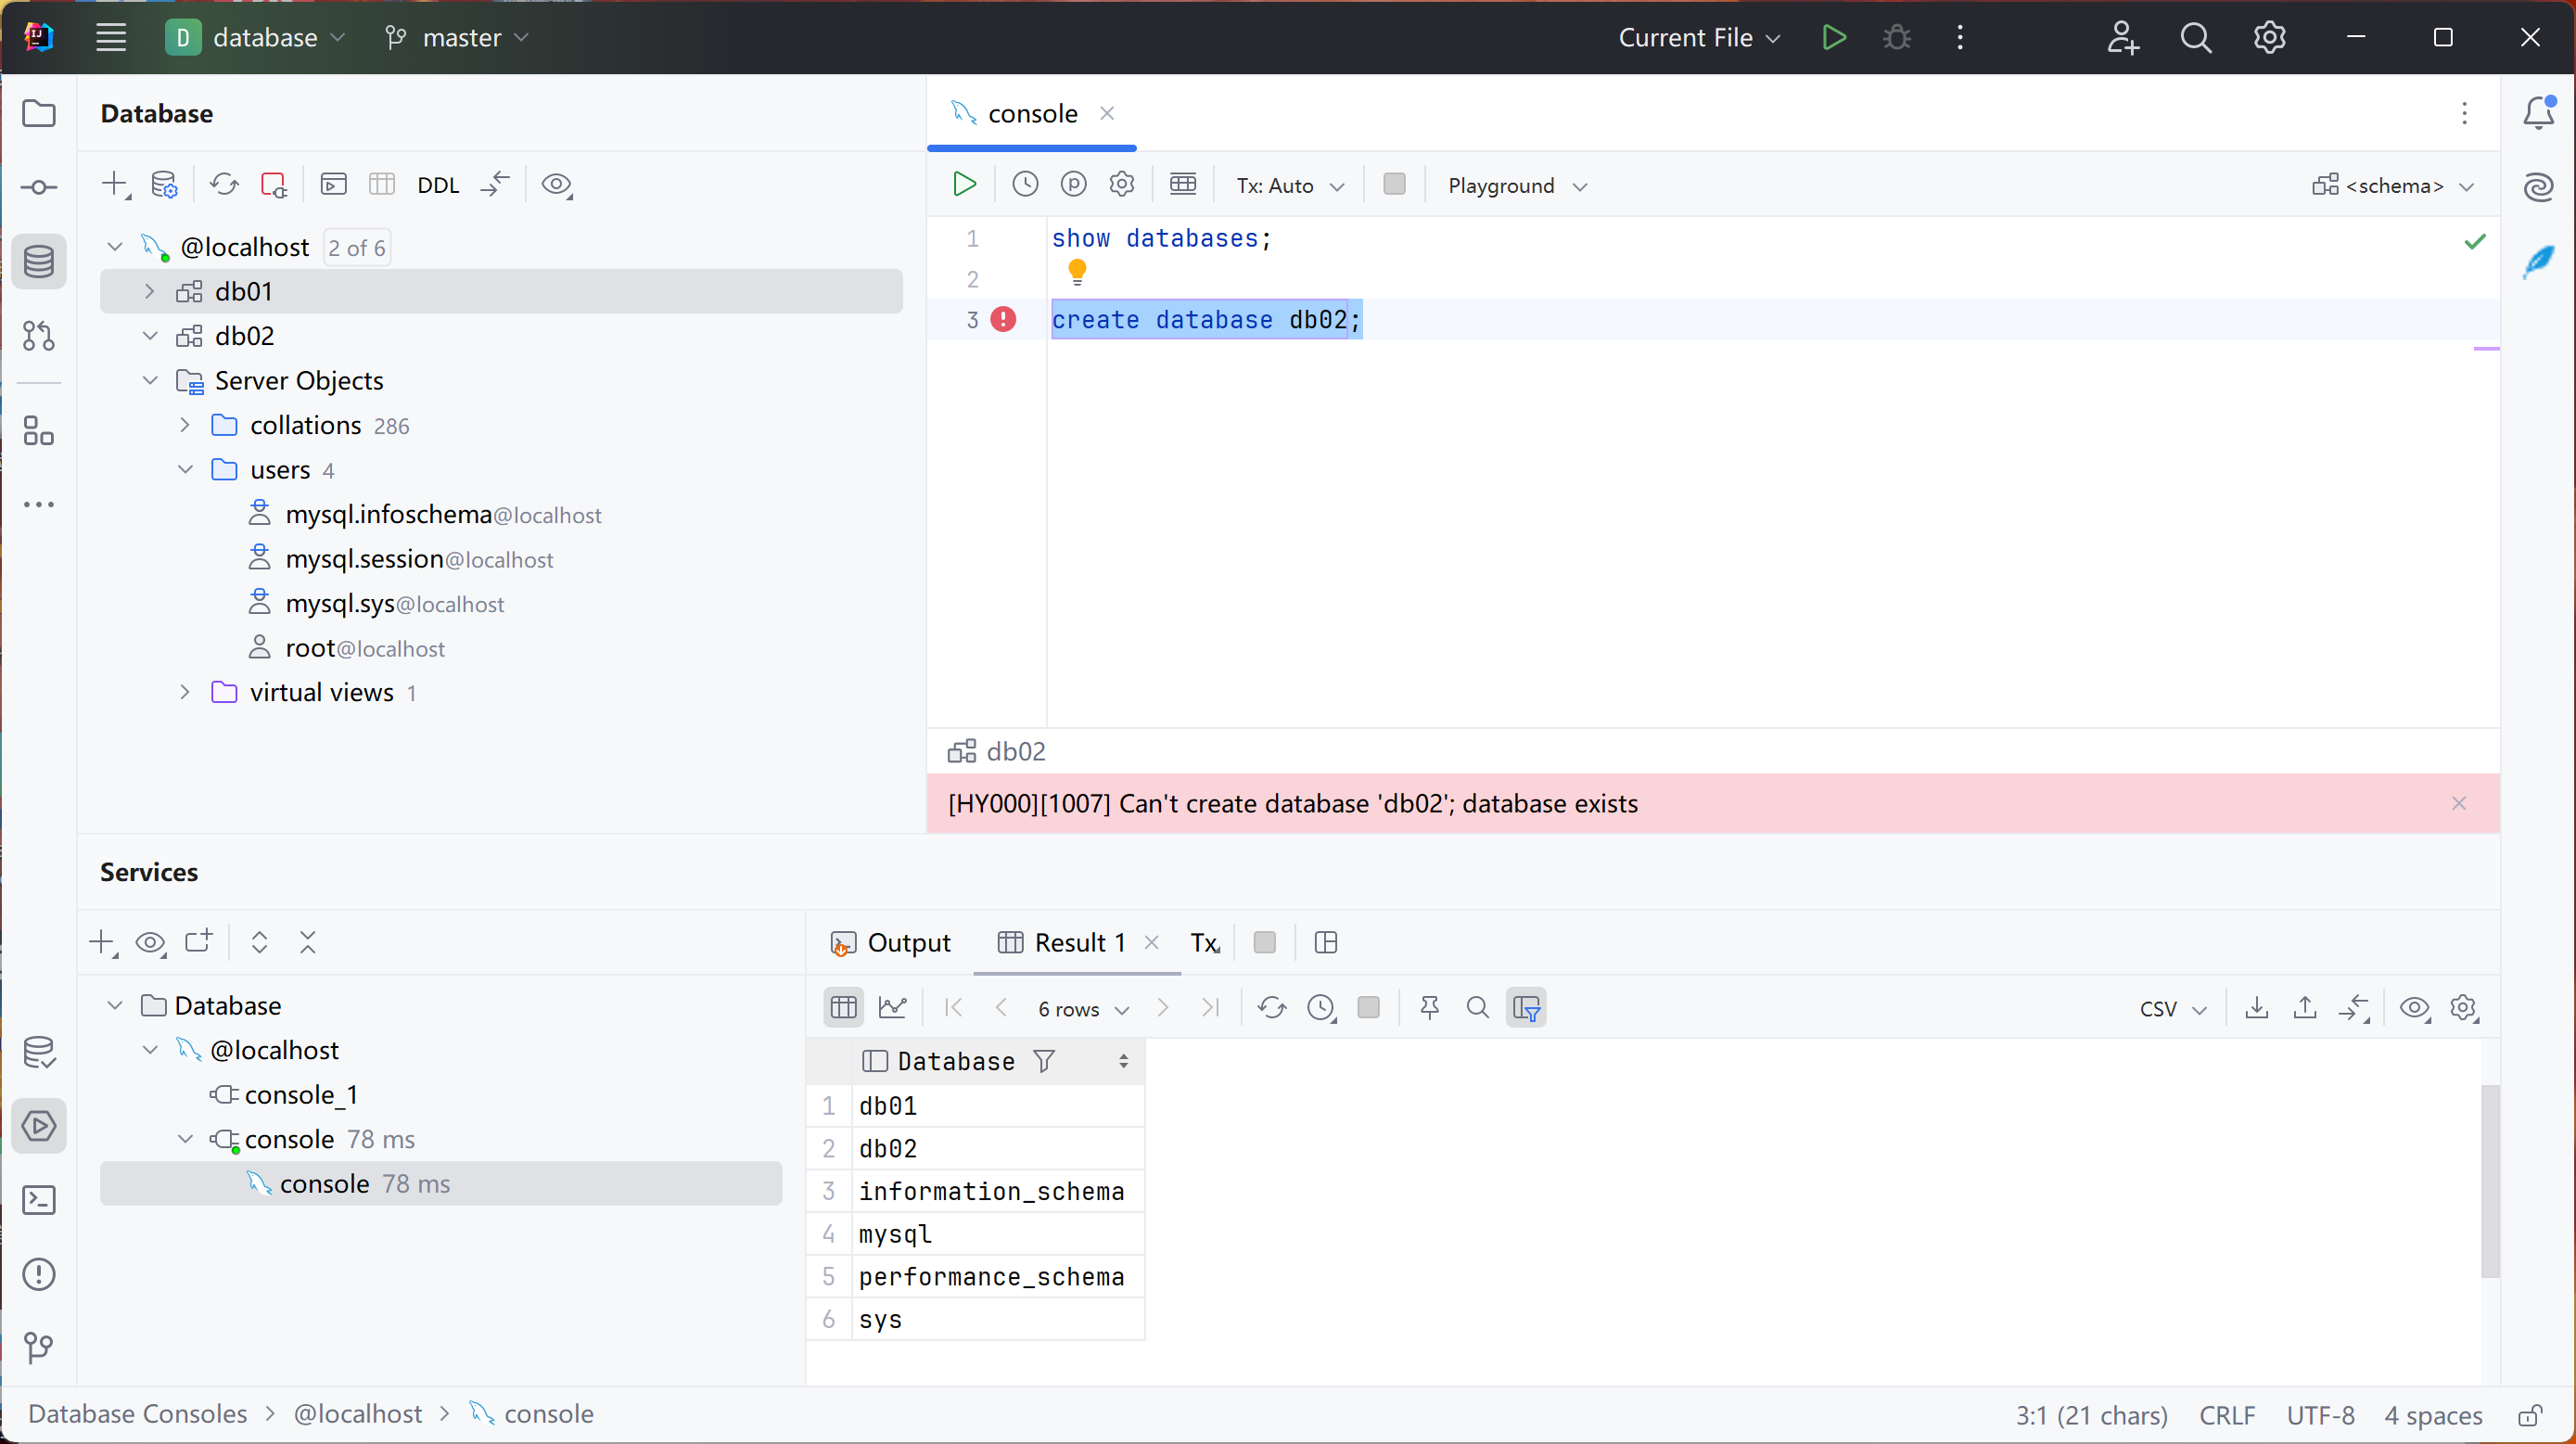 D database master Current File
Database
DDL
@localhost 2 of 6
db01
db02
Server Objects
collations 286
users 4
mysql.infoschema@localhost
mysql.session@localhost
mysql.sys@localhost
root@localhost
virtual views 1
console
Tx: Auto Playground <schema>
1 show databases;
2
3 create database db02;
db02
[HY000][1007] Can't create database 'db02'; database exists
Services
Database
@localhost
console_1
console 78 ms
console 78 ms
Output Result 1 Tx
6 rows CSV
Database
1 db01
2 db02
3 information_schema
4 mysql
5 performance_schema
6 sys
Database Consoles > @localhost > console 3:1 (21 chars) CRLF UTF-8 4 spaces